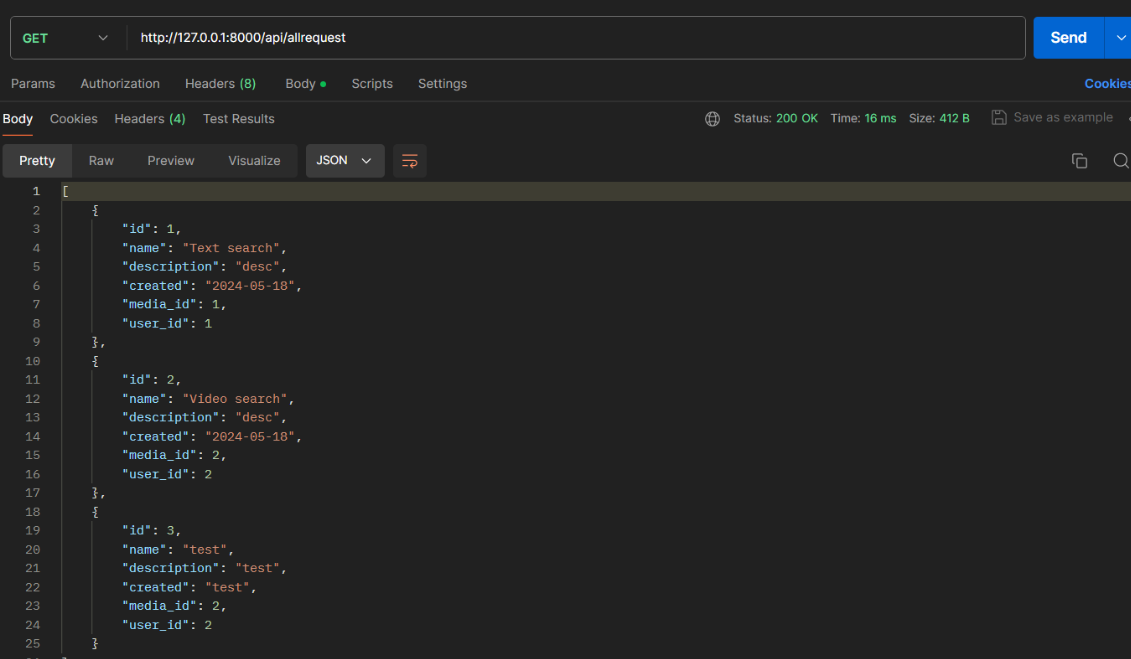 GET http://127.0.0.1:8000/api/allrequest Send
Params Authorization Headers (8) Body Scripts Settings Cookies
Body Cookies Headers (4) Test Results Status: 200 OK Time: 16 ms Size: 412 B Save as example
Pretty Raw Preview Visualize JSON
1 [
2 {
3 "id": 1,
4 "name": "Text search",
5 "description": "desc",
6 "created": "2024-05-18",
7 "media_id": 1,
8 "user_id": 1
9 },
10 {
11 "id": 2,
12 "name": "Video search",
13 "description": "desc",
14 "created": "2024-05-18",
15 "media_id": 2,
16 "user_id": 2
17 },
18 {
19 "id": 3,
20 "name": "test",
21 "description": "test",
22 "created": "test",
23 "media_id": 2,
24 "user_id": 2
25 }